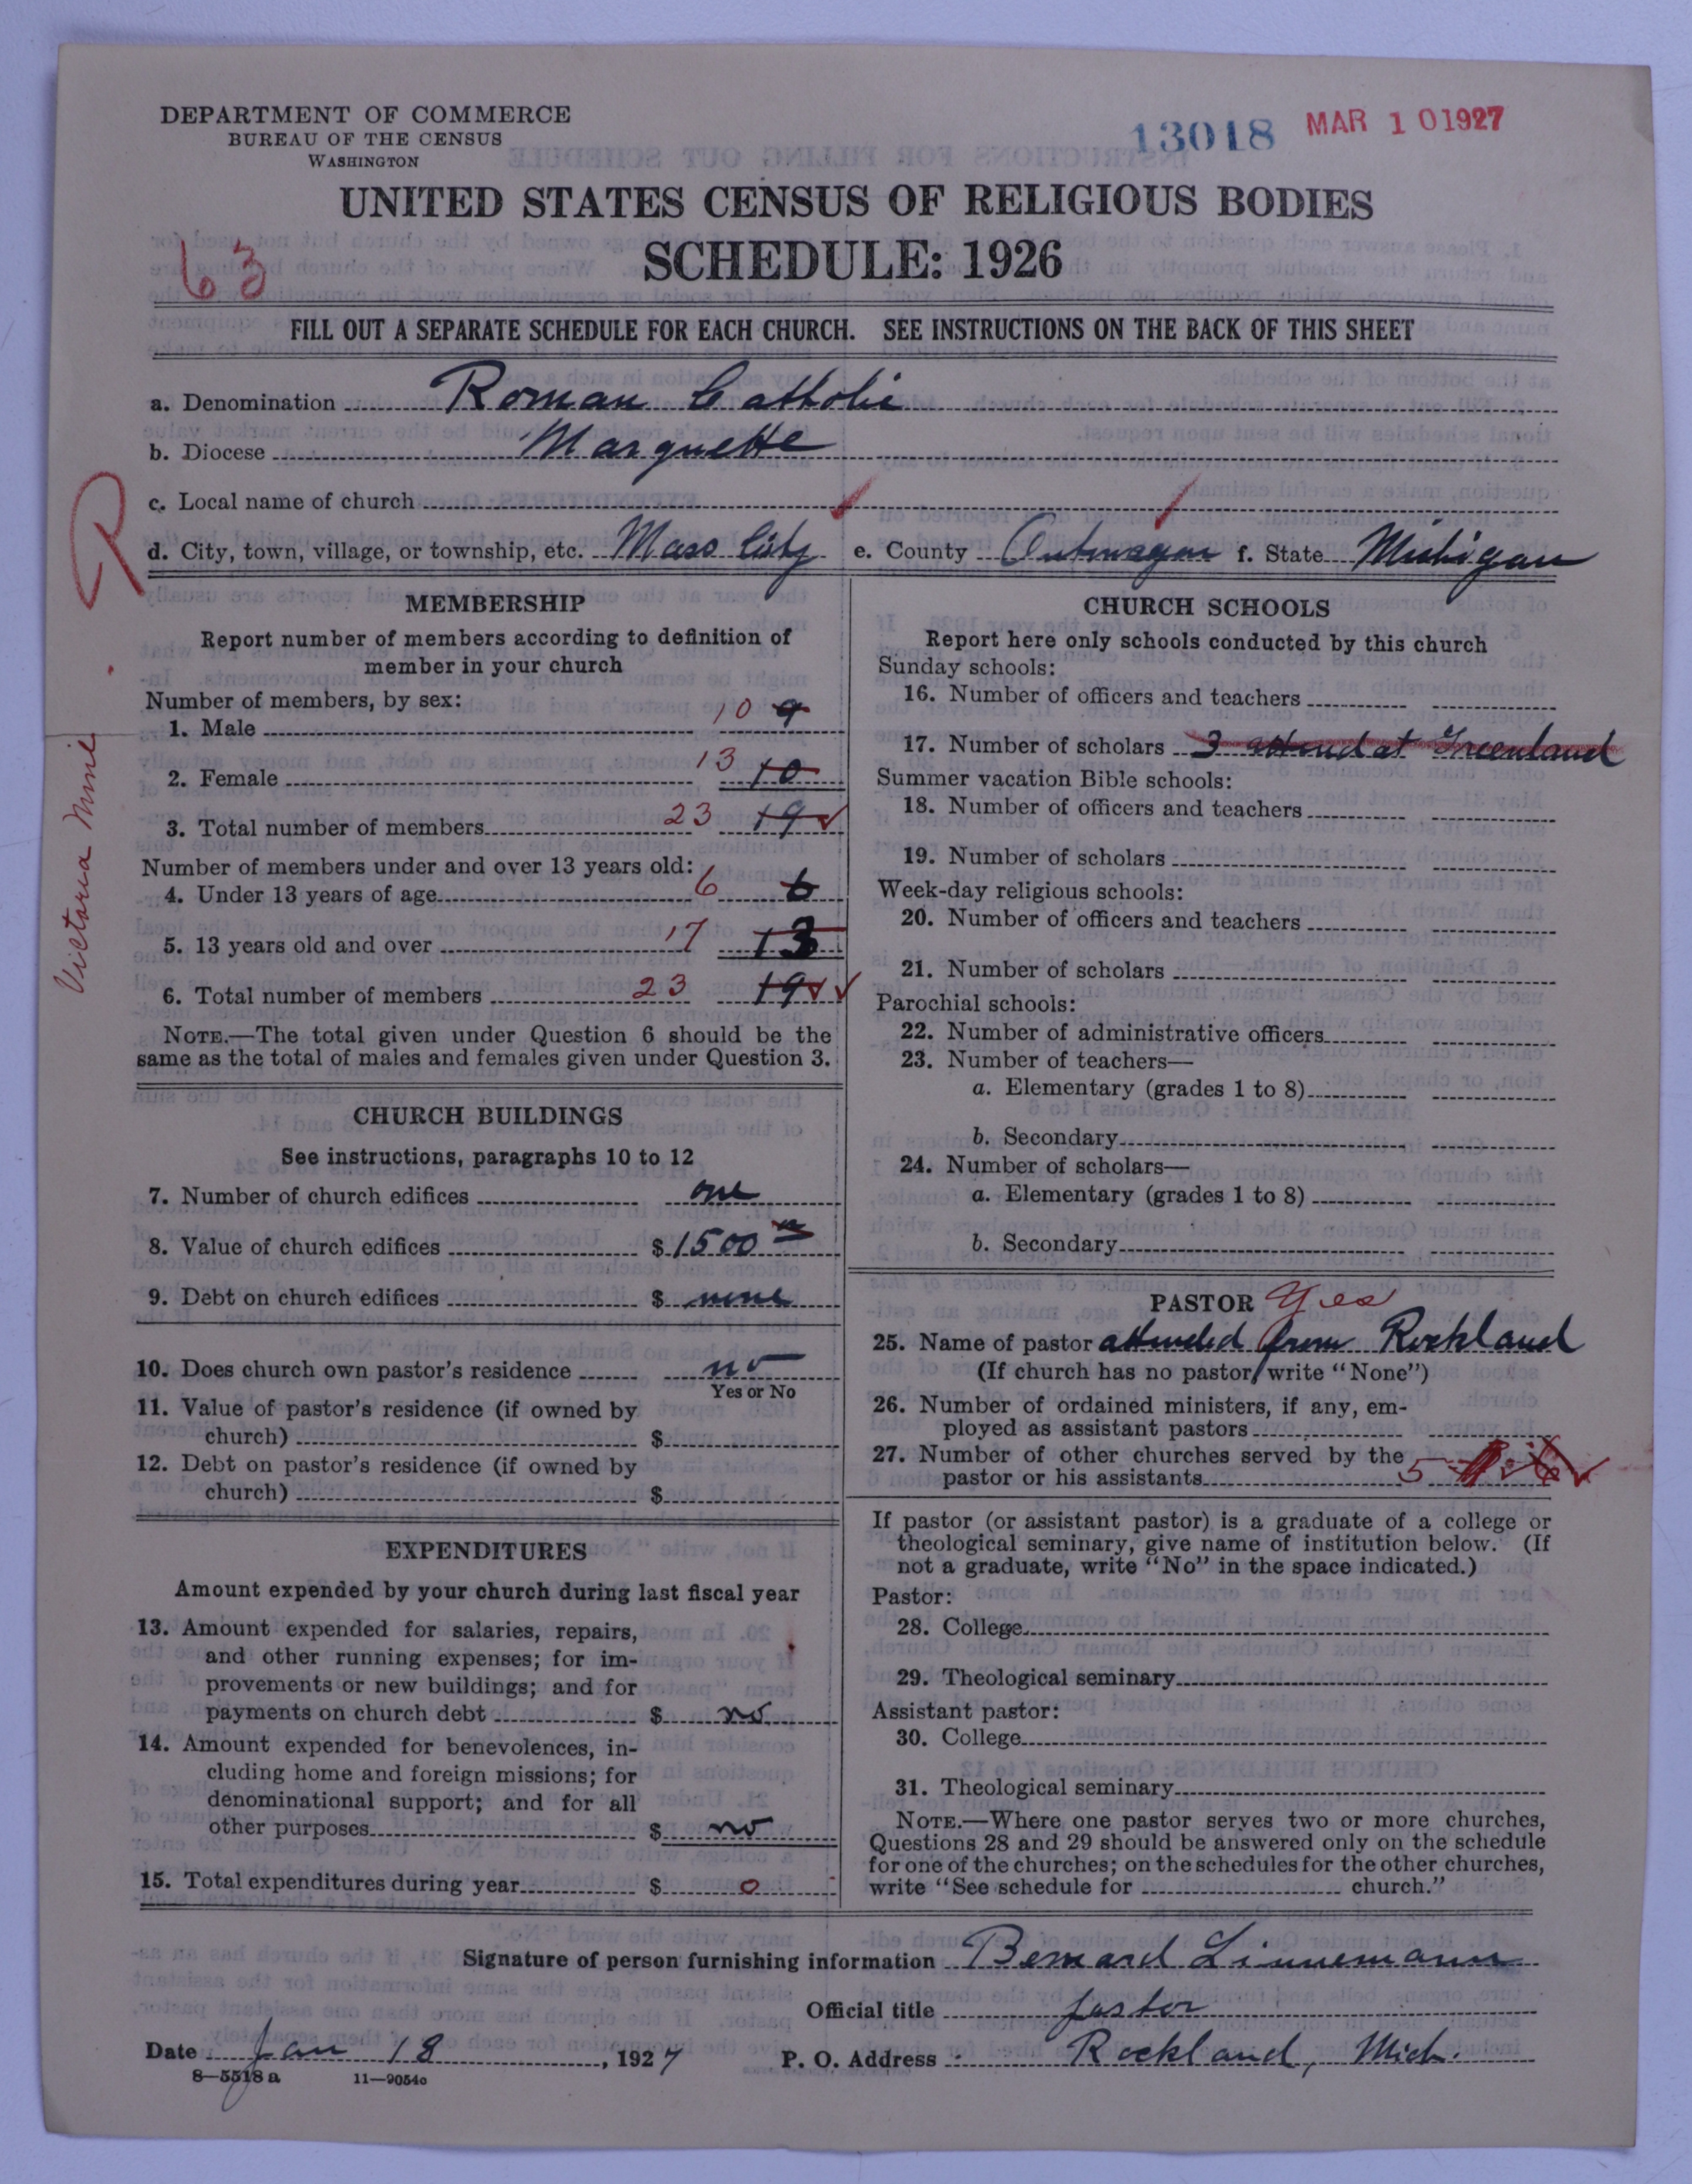 DEPARTMENT OF COMMERCE
BUREAU OF THE CENSUS
WASHINGTON
13018 MAR 10 1927
UNITED STATES CENSUS OF RELIGIOUS BODIES
SCHEDULE: 1926
63
FILL OUT A SEPARATE SCHEDULE FOR EACH CHURCH. SEE INSTRUCTIONS ON THE BACK OF THIS SHEET
a. Denomination Roman Catholic
b. Diocese Marquette
c. Local name of church
d. City, town, village, or township, etc. Mass City e. County Ontonagon f. State Michigan
R
Victoria Mine
MEMBERSHIP
Report number of members according to definition of
member in your church
Number of members, by sex:
1. Male 10 9
2. Female 13 10
3. Total number of members 23 19
Number of members under and over 13 years old:
4. Under 13 years of age 6 6
5. 13 years old and over 17 13
6. Total number of members 23 19
NOTE.—The total given under Question 6 should be the
same as the total of males and females given under Question 3.
CHURCH BUILDINGS
See instructions, paragraphs 10 to 12
7. Number of church edifices one
8. Value of church edifices $ 1500
9. Debt on church edifices $ none
10. Does church own pastor's residence no
Yes or No
11. Value of pastor's residence (if owned by
church) $
12. Debt on pastor's residence (if owned by
church) $
EXPENDITURES
Amount expended by your church during last fiscal year
13. Amount expended for salaries, repairs,
and other running expenses; for im-
provements or new buildings; and for
payments on church debt $ no
14. Amount expended for benevolences, in-
cluding home and foreign missions; for
denominational support; and for all
other purposes $ no
15. Total expenditures during year $ 0
CHURCH SCHOOLS
Report here only schools conducted by this church
Sunday schools:
16. Number of officers and teachers
17. Number of scholars 3 attend at Greenland
Summer vacation Bible schools:
18. Number of officers and teachers
19. Number of scholars
Week-day religious schools:
20. Number of officers and teachers
21. Number of scholars
Parochial schools:
22. Number of administrative officers
23. Number of teachers—
a. Elementary (grades 1 to 8)
b. Secondary
24. Number of scholars—
a. Elementary (grades 1 to 8)
b. Secondary
PASTOR Yes
25. Name of pastor attended from Rockland
(If church has no pastor, write "None")
26. Number of ordained ministers, if any, em-
ployed as assistant pastors
27. Number of other churches served by the
pastor or his assistants 5
If pastor (or assistant pastor) is a graduate of a college or
theological seminary, give name of institution below. (If
not a graduate, write "No" in the space indicated.)
Pastor:
28. College
29. Theological seminary
Assistant pastor:
30. College
31. Theological seminary
NOTE.—Where one pastor serves two or more churches,
Questions 28 and 29 should be answered only on the schedule
for one of the churches; on the schedules for the other churches,
write "See schedule for church."
Signature of person furnishing information Bernard Linnemann
Official title pastor
Date Jan 18, 1927 P. O. Address Rockland, Mich.
8—5518 a 11—9054c